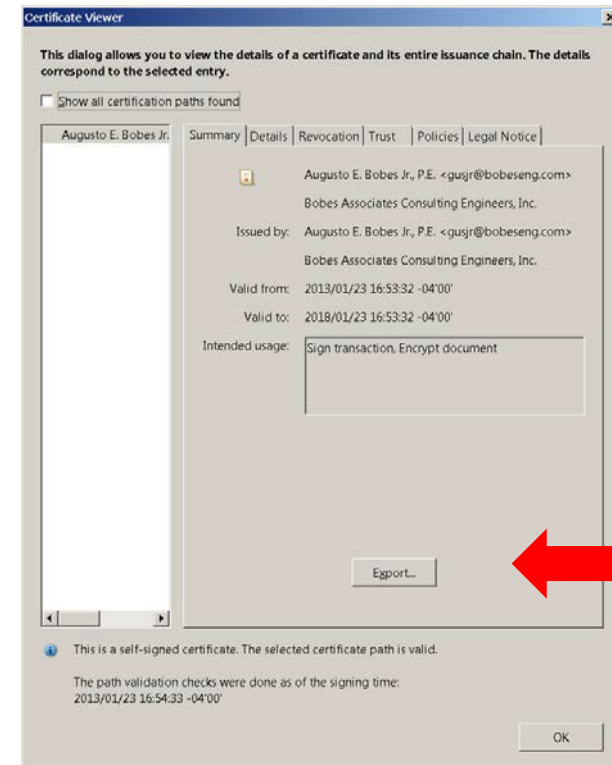 Certificate Viewer
This dialog allows you to view the details of a certificate and its entire issuance chain. The details
correspond to the selected entry.
Show all certification paths found
Augusto E. Bobes Jr.
Summary Details Revocation Trust Policies Legal Notice
Augusto E. Bobes Jr., P.E. <gusjr@bobeseng.com>
Bobes Associates Consulting Engineers, Inc.
Issued by: Augusto E. Bobes Jr., P.E. <gusjr@bobeseng.com>
Bobes Associates Consulting Engineers, Inc.
Valid from: 2013/01/23 16:53:32 -04'00'
Valid to: 2018/01/23 16:53:32 -04'00'
Intended usage: Sign transaction, Encrypt document
Export...
This is a self-signed certificate. The selected certificate path is valid.
The path validation checks were done as of the signing time:
2013/01/23 16:54:33 -04'00'
OK